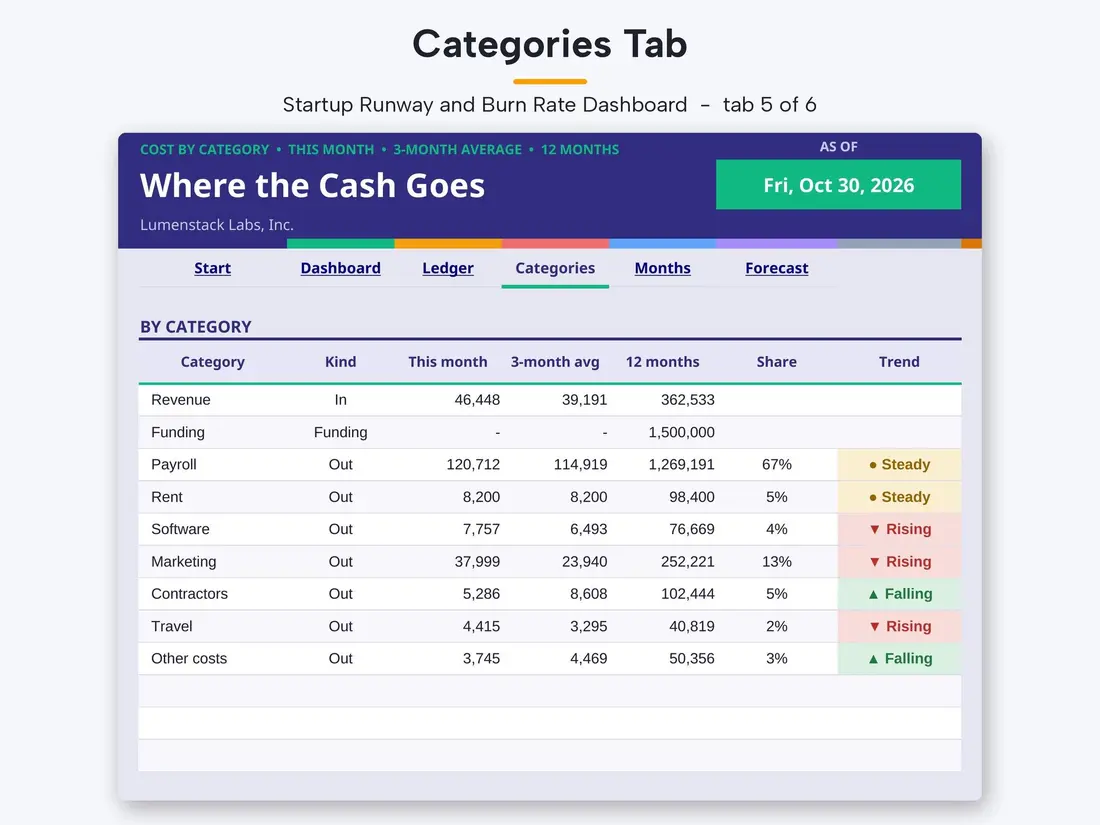 Categories Tab
Startup Runway and Burn Rate Dashboard - tab 5 of 6
COST BY CATEGORY • THIS MONTH • 3-MONTH AVERAGE • 12 MONTHS
AS OF
Where the Cash Goes
Fri, Oct 30, 2026
Lumenstack Labs, Inc.
Start Dashboard Ledger Categories Months Forecast
BY CATEGORY
Category Kind This month 3-month avg 12 months Share Trend
Revenue In 46,448 39,191 362,533
Funding Funding - - 1,500,000
Payroll Out 120,712 114,919 1,269,191 67% ● Steady
Rent Out 8,200 8,200 98,400 5% ● Steady
Software Out 7,757 6,493 76,669 4% ▼ Rising
Marketing Out 37,999 23,940 252,221 13% ▼ Rising
Contractors Out 5,286 8,608 102,444 5% ▲ Falling
Travel Out 4,415 3,295 40,819 2% ▼ Rising
Other costs Out 3,745 4,469 50,356 3% ▲ Falling